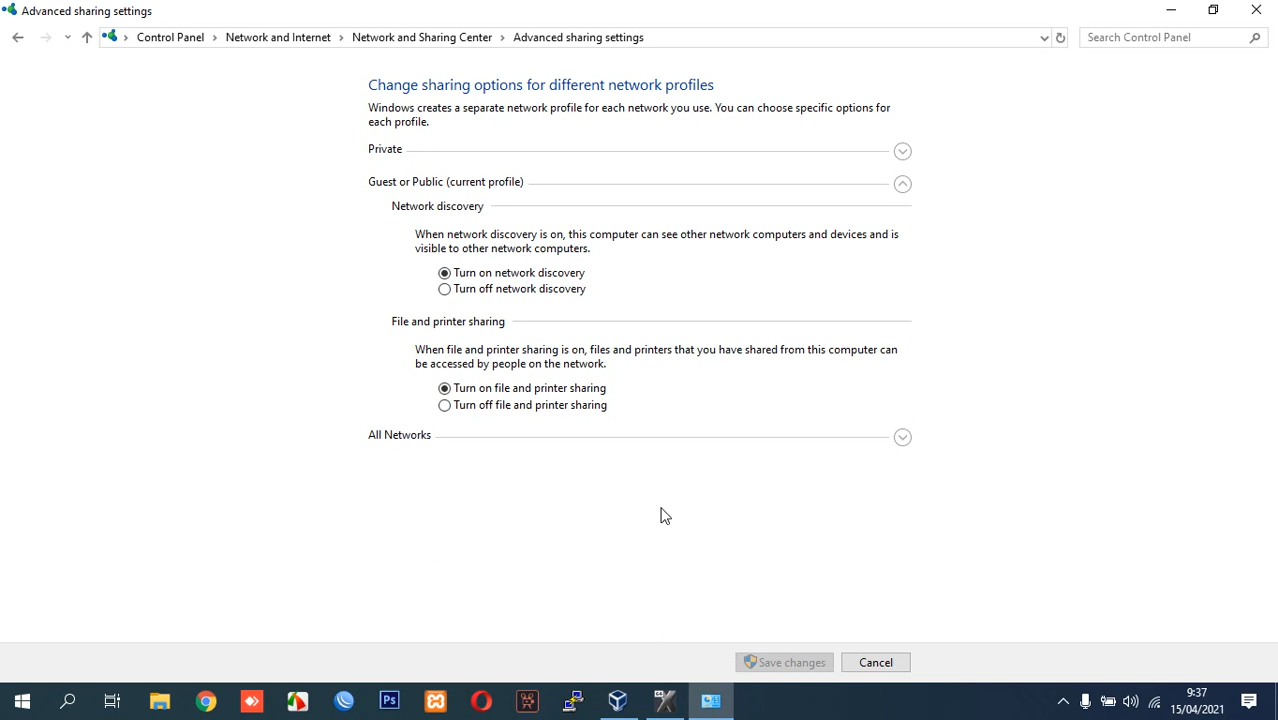 Advanced sharing settings
Control Panel > Network and Internet > Network and Sharing Center > Advanced sharing settings
Search Control Panel
Change sharing options for different network profiles
Windows creates a separate network profile for each network you use. You can choose specific options for
each profile.
Private
Guest or Public (current profile)
Network discovery
When network discovery is on, this computer can see other network computers and devices and is
visible to other network computers.
Turn on network discovery
Turn off network discovery
File and printer sharing
When file and printer sharing is on, files and printers that you have shared from this computer can
be accessed by people on the network.
Turn on file and printer sharing
Turn off file and printer sharing
All Networks
Save changes
Cancel
Ps
9:37
15/04/2021